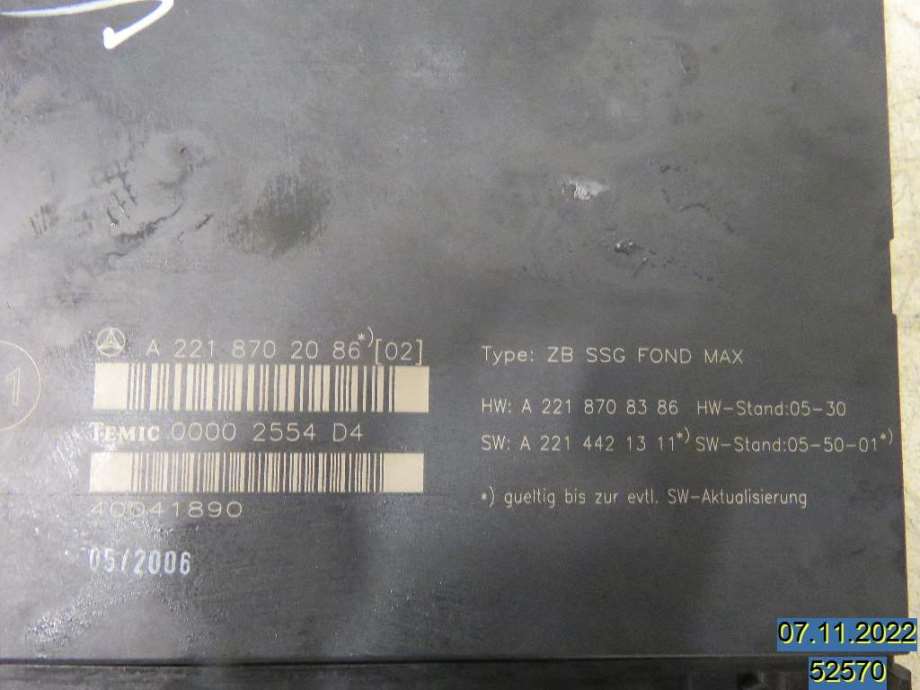 A 221 870 20 86*)[02]
1
TEMIC 0000 2554 D4
40041890
05/2006
Type: ZB SSG FOND MAX
HW: A 221 870 83 86 HW-Stand:05-30
SW: A 221 442 13 11*) SW-Stand:05-50-01*)
*) gueltig bis zur evtl. SW-Aktualisierung
07.11.2022
52570